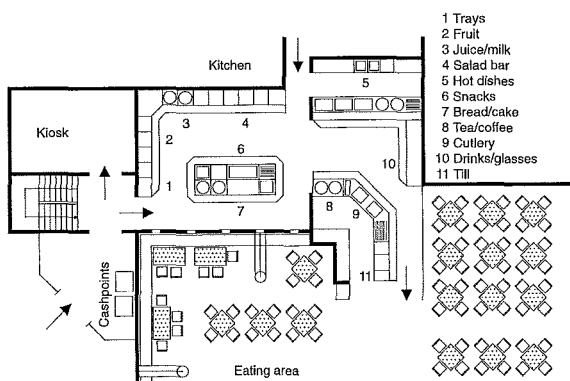 Kitchen
Kiosk
Cashpoints
Eating area
1
2
3
4
5
6
7
8
9
10
11
1 Trays
2 Fruit
3 Juice/milk
4 Salad bar
5 Hot dishes
6 Snacks
7 Bread/cake
8 Tea/coffee
9 Cutlery
10 Drinks/glasses
11 Till